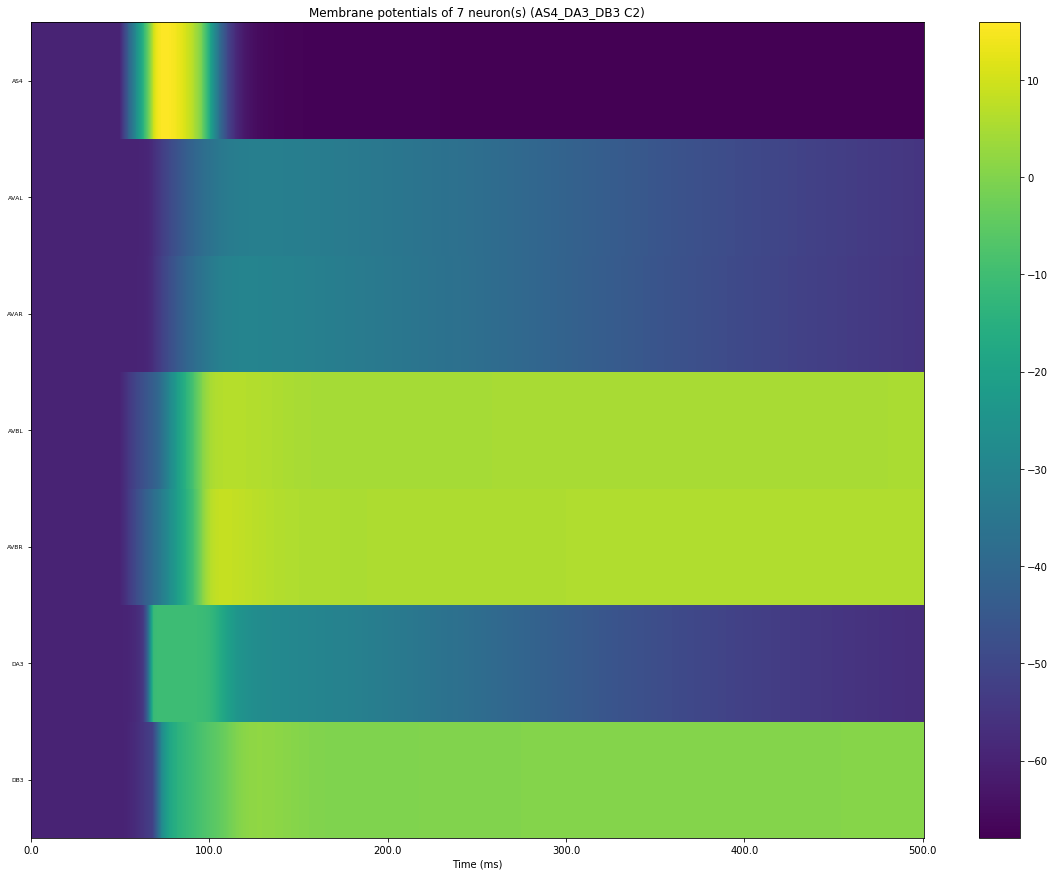 Membrane potentials of 7 neuron(s) (AS4_DA3_DB3 C2)
AS4
AVAL
AVAR
AVBL
AVBR
DA3
DB3
0.0 100.0 200.0 300.0 400.0 500.0
Time (ms)
10
0
−10
−20
−30
−40
−50
−60